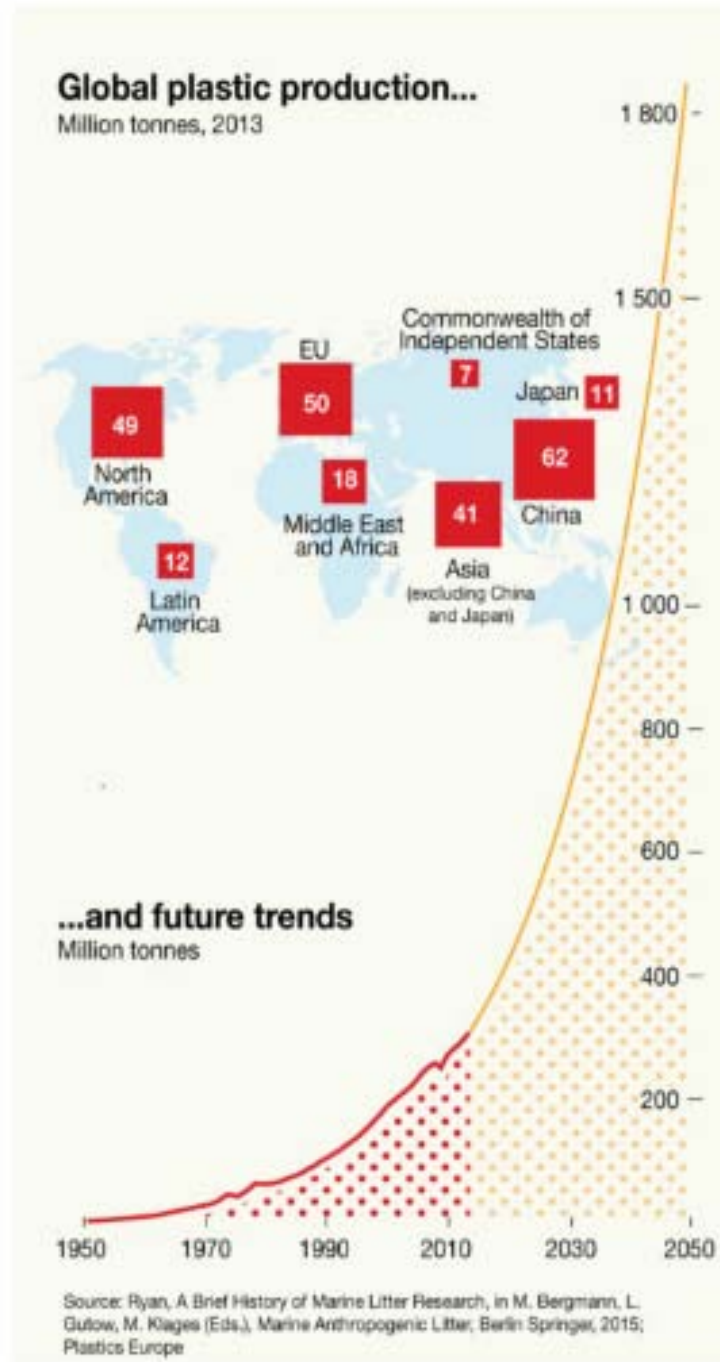 Global plastic production...
Million tonnes, 2013
1 800
1 500
Commonwealth of
Independent States
7
EU
50
Japan 11
49
North
America
18
Middle East
and Africa
62
China
41
Asia
(excluding China
and Japan)
12
Latin
America
1 000
800
600
...and future trends
Million tonnes
400
200
1950 1970 1990 2010 2030 2050
Source: Ryan, A Brief History of Marine Litter Research, in M. Bergmann, L.
Gutow, M. Klages (Eds.), Marine Anthropogenic Litter, Berlin Springer, 2015;
Plastics Europe